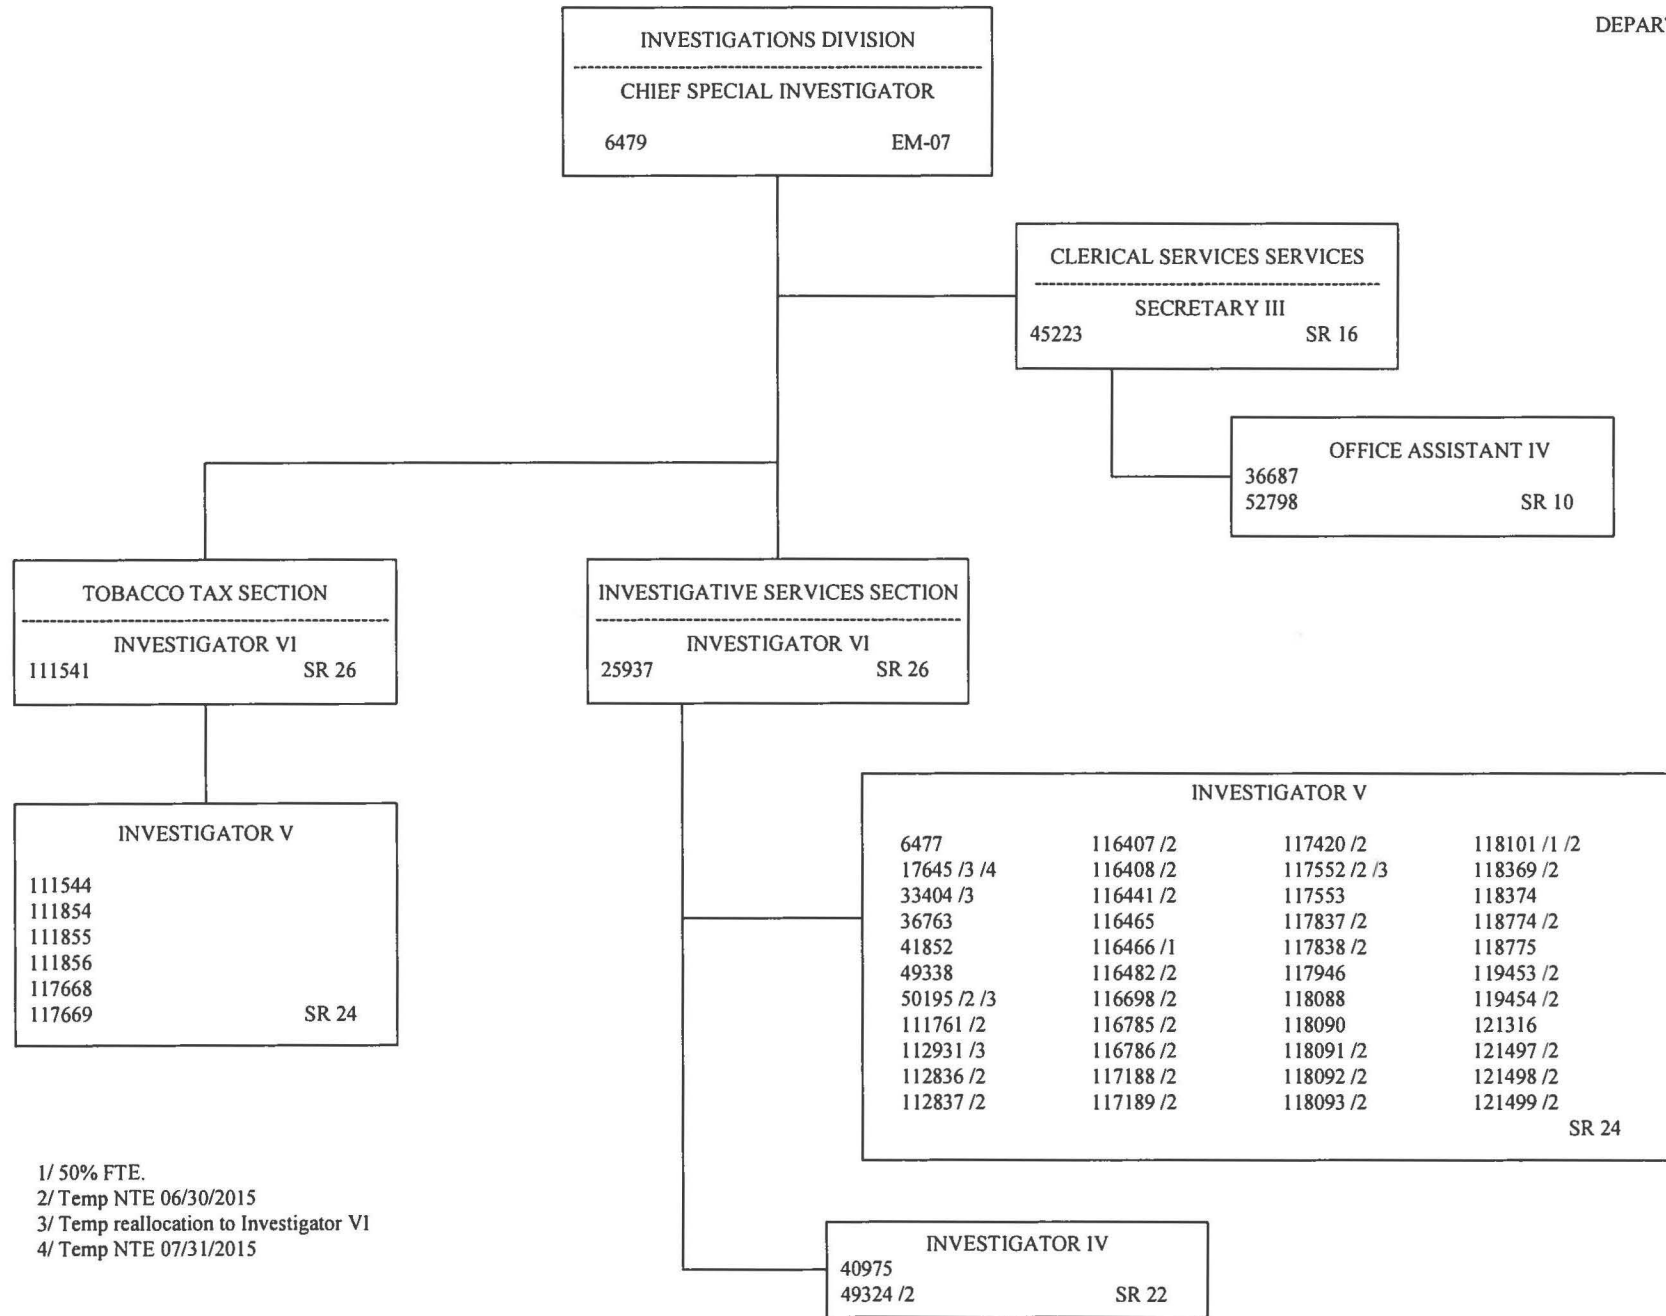 DEPAR
INVESTIGATIONS DIVISION
CHIEF SPECIAL INVESTIGATOR
6479 EM-07
CLERICAL SERVICES SERVICES
SECRETARY III
45223 SR 16
OFFICE ASSISTANT IV
36687
52798 SR 10
TOBACCO TAX SECTION
INVESTIGATOR VI
111541 SR 26
INVESTIGATIVE SERVICES SECTION
INVESTIGATOR VI
25937 SR 26
INVESTIGATOR V
111544
111854
111855
111856
117668
117669 SR 24
INVESTIGATOR V
6477 116407 /2 117420 /2 118101 /1 /2
17645 /3 /4 116408 /2 117552 /2 /3 118369 /2
33404 /3 116441 /2 117553 118374
36763 116465 117837 /2 118774 /2
41852 116466 /1 117838 /2 118775
49338 116482 /2 117946 119453 /2
50195 /2 /3 116698 /2 118088 119454 /2
111761 /2 116785 /2 118090 121316
112931 /3 116786 /2 118091 /2 121497 /2
112836 /2 117188 /2 118092 /2 121498 /2
112837 /2 117189 /2 118093 /2 121499 /2
SR 24
1/ 50% FTE.
2/ Temp NTE 06/30/2015
3/ Temp reallocation to Investigator VI
4/ Temp NTE 07/31/2015
INVESTIGATOR IV
40975
49324 /2 SR 22